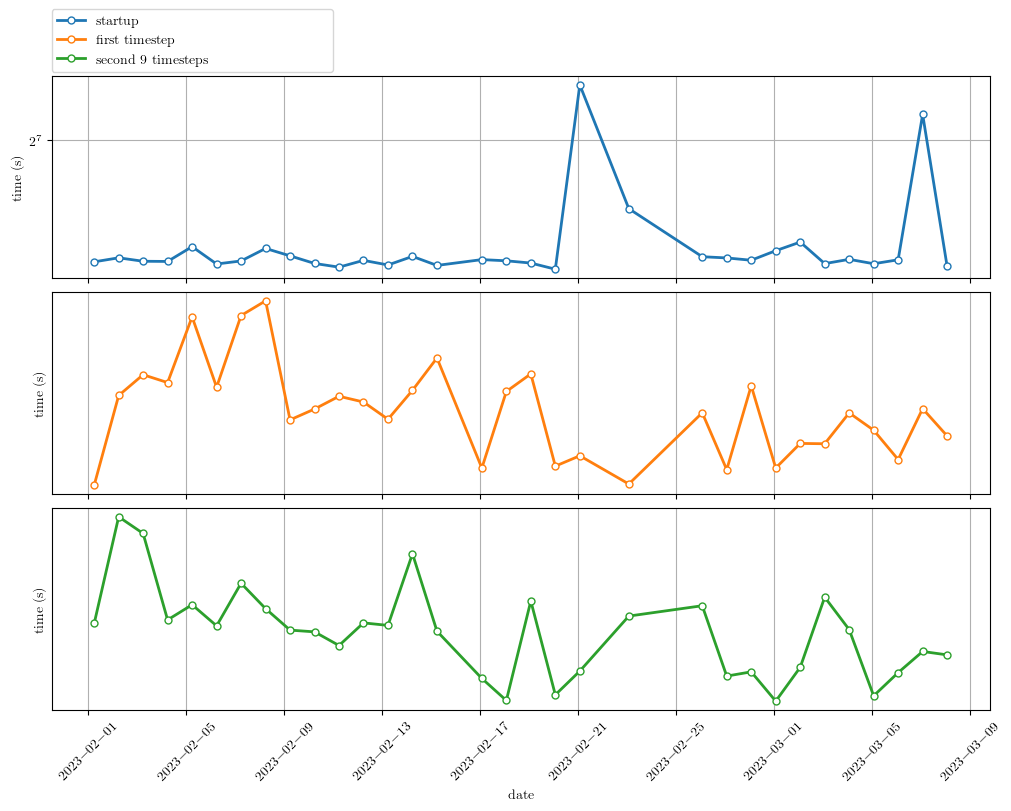 startup
first timestep
second 9 timesteps
2⁷
time (s)
time (s)
time (s)
2023−02−01
2023−02−05
2023−02−09
2023−02−13
2023−02−17
2023−02−21
2023−02−25
2023−03−01
2023−03−05
2023−03−09
date